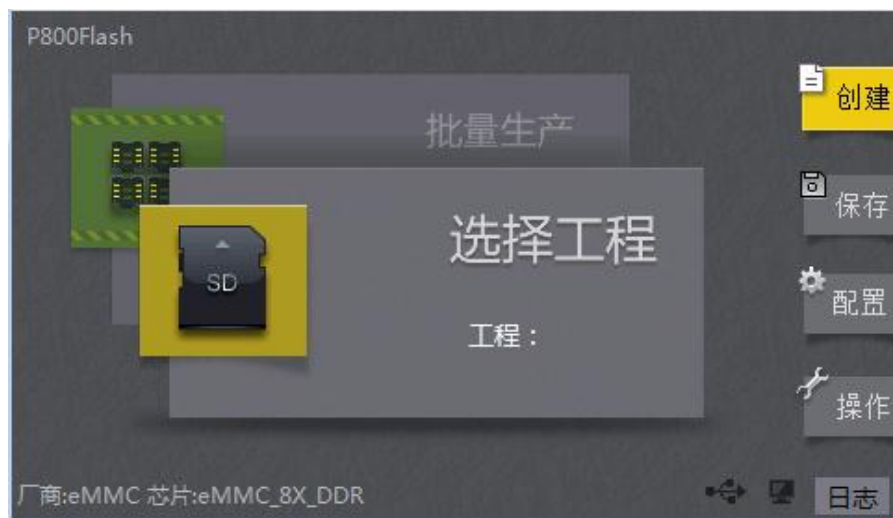 P800Flash
创建
批量生产
保存
选择工程
SD
配置
工程：
操作
厂商:eMMC 芯片:eMMC_8X_DDR
日志